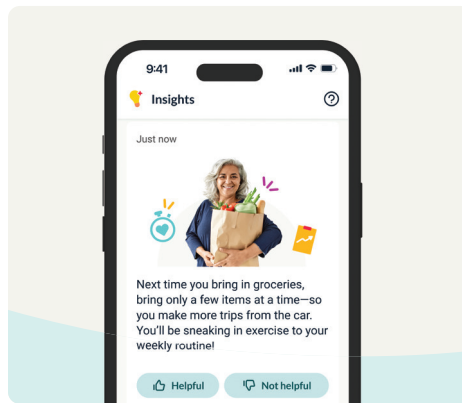 9:41
Insights
Just now
Next time you bring in groceries,
bring only a few items at a time—so
you make more trips from the car.
You'll be sneaking in exercise to your
weekly routine!
Helpful
Not helpful